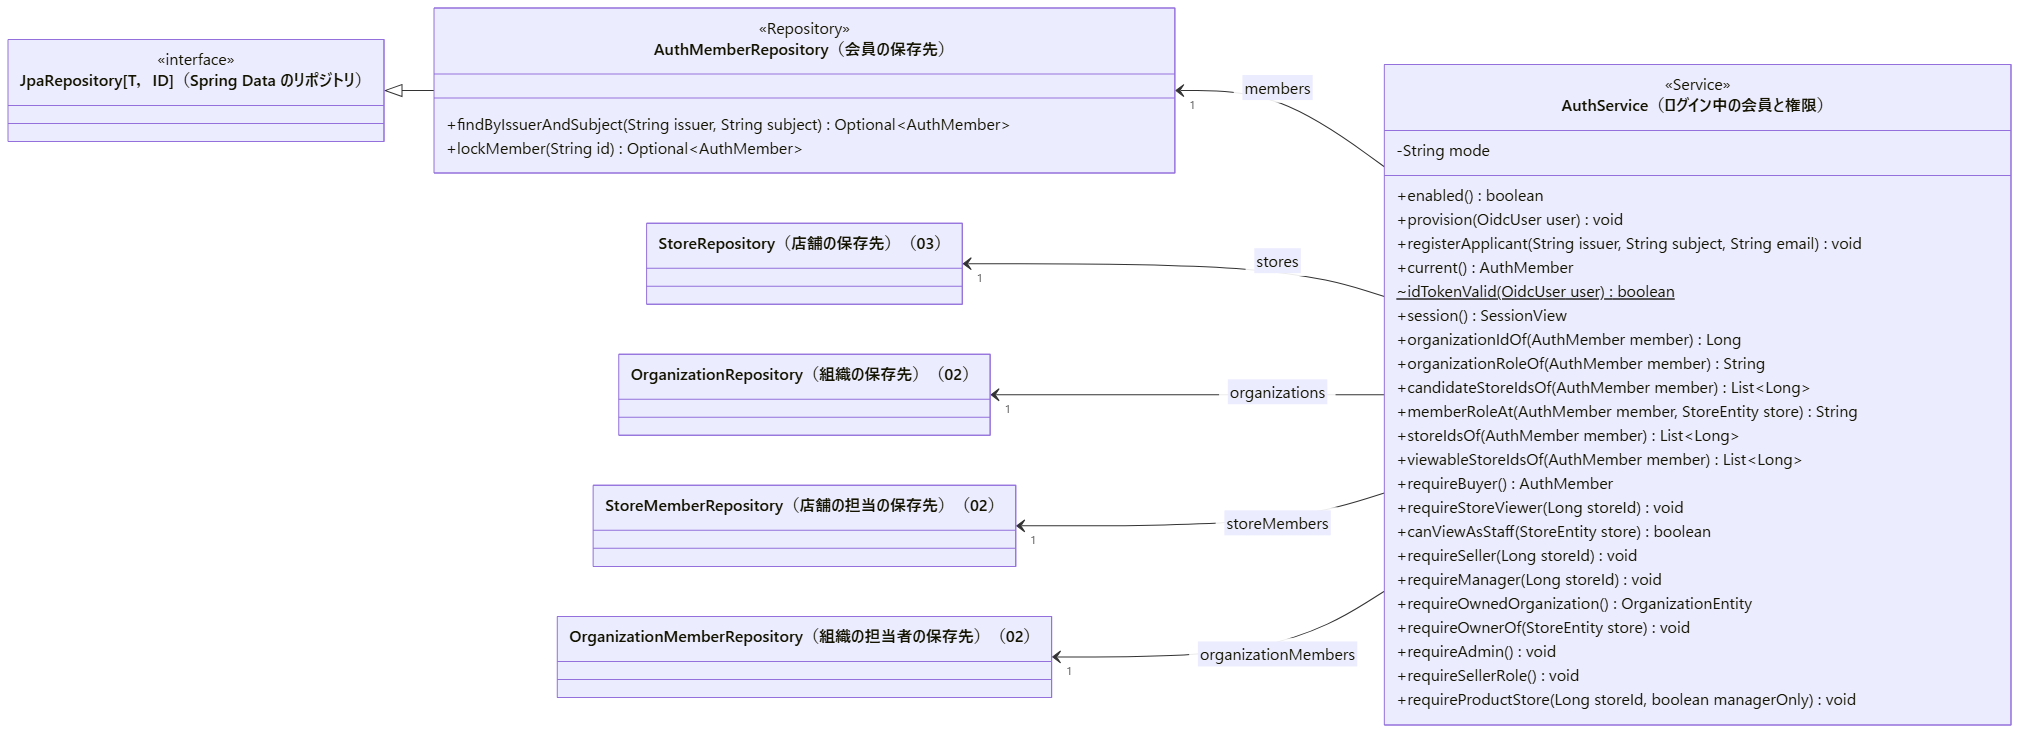 «interface»
JpaRepository[T, ID]（Spring Data のリポジトリ）
«Repository»
AuthMemberRepository（会員の保存先）
+findByIssuerAndSubject(String issuer, String subject) : Optional<AuthMember>
+lockMember(String id) : Optional<AuthMember>
members
1
StoreRepository（店舗の保存先）（03）
stores
1
OrganizationRepository（組織の保存先）（02）
organizations
1
StoreMemberRepository（店舗の担当の保存先）（02）
storeMembers
1
OrganizationMemberRepository（組織の担当者の保存先）（02）
organizationMembers
1
«Service»
AuthService（ログイン中の会員と権限）
-String mode
+enabled() : boolean
+provision(OidcUser user) : void
+registerApplicant(String issuer, String subject, String email) : void
+current() : AuthMember
~idTokenValid(OidcUser user) : boolean
+session() : SessionView
+organizationIdOf(AuthMember member) : Long
+organizationRoleOf(AuthMember member) : String
+candidateStoreIdsOf(AuthMember member) : List<Long>
+memberRoleAt(AuthMember member, StoreEntity store) : String
+storeIdsOf(AuthMember member) : List<Long>
+viewableStoreIdsOf(AuthMember member) : List<Long>
+requireBuyer() : AuthMember
+requireStoreViewer(Long storeId) : void
+canViewAsStaff(StoreEntity store) : boolean
+requireSeller(Long storeId) : void
+requireManager(Long storeId) : void
+requireOwnedOrganization() : OrganizationEntity
+requireOwnerOf(StoreEntity store) : void
+requireAdmin() : void
+requireSellerRole() : void
+requireProductStore(Long storeId, boolean managerOnly) : void